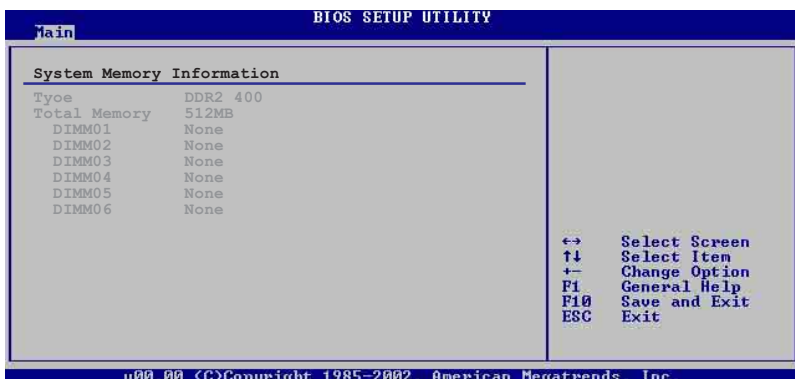 BIOS SETUP UTILITY
Main
System Memory Information
Tyoe DDR2 400
Total Memory 512MB
DIMM01 None
DIMM02 None
DIMM03 None
DIMM04 None
DIMM05 None
DIMM06 None
↔ Select Screen
↑↓ Select Item
+- Change Option
F1 General Help
F10 Save and Exit
ESC Exit
v00.00 (C)Copyright 1985-2002, American Megatrends, Inc.